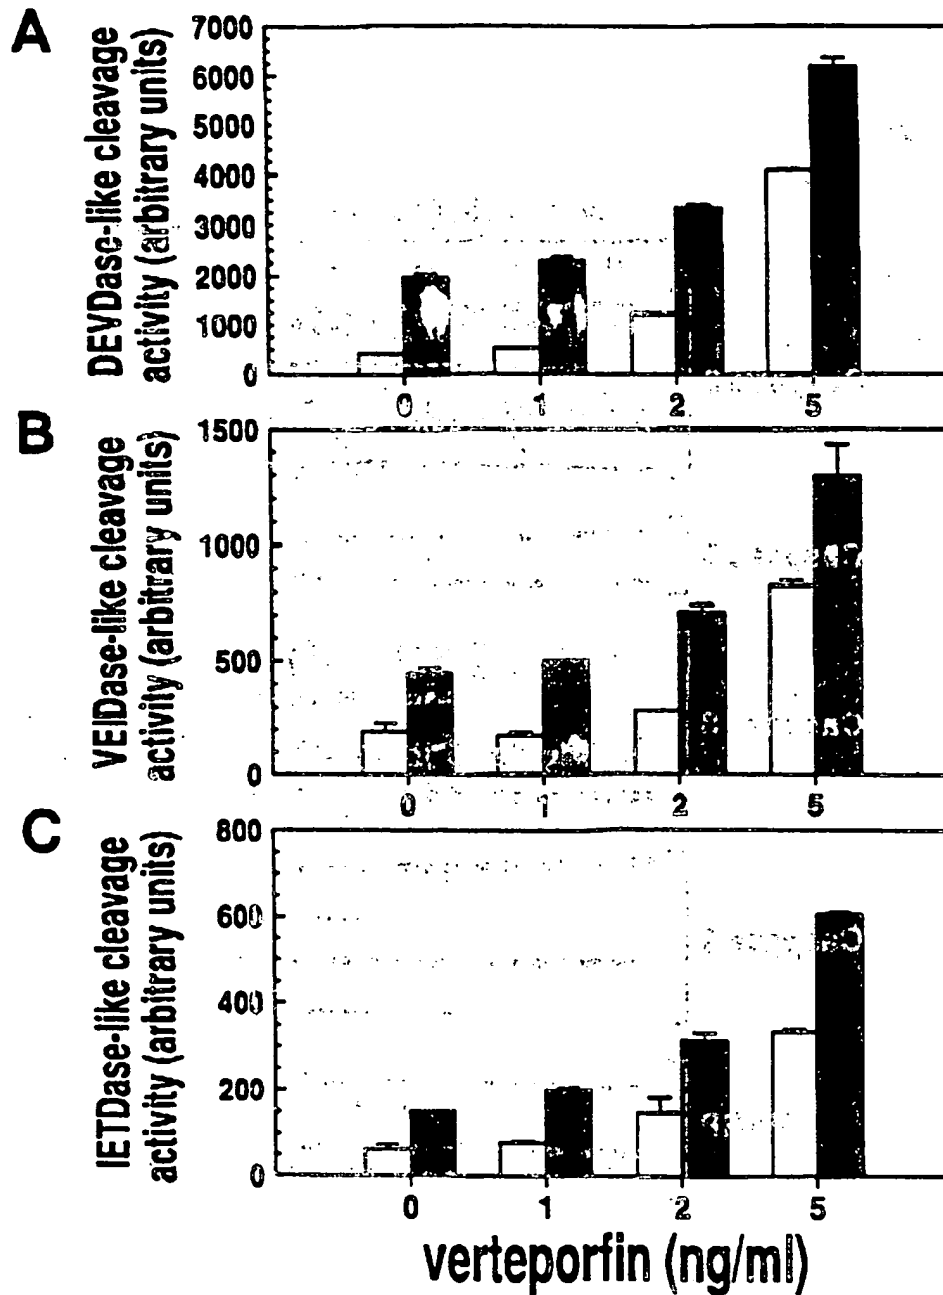 A
DEVDase-like cleavage
activity (arbitrary units)
7000
6000
5000
4000
3000
2000
1000
0
0 1 2 5
B
VEIDase-like cleavage
activity (arbitrary units)
1500
1000
500
0
0 1 2 5
C
IETDase-like cleavage
activity (arbitrary units)
800
600
400
200
0
0 1 2 5
verteporfin (ng/ml)